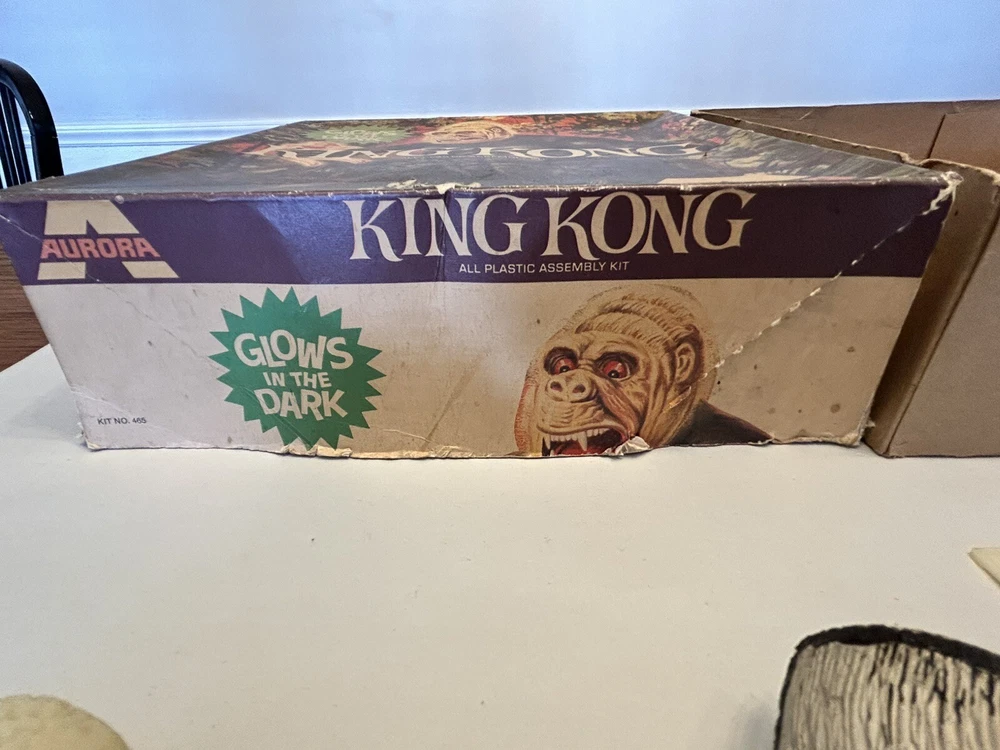 KING KONG
AURORA
KING KONG
ALL PLASTIC ASSEMBLY KIT
GLOWS
IN THE
DARK
KIT NO. 465